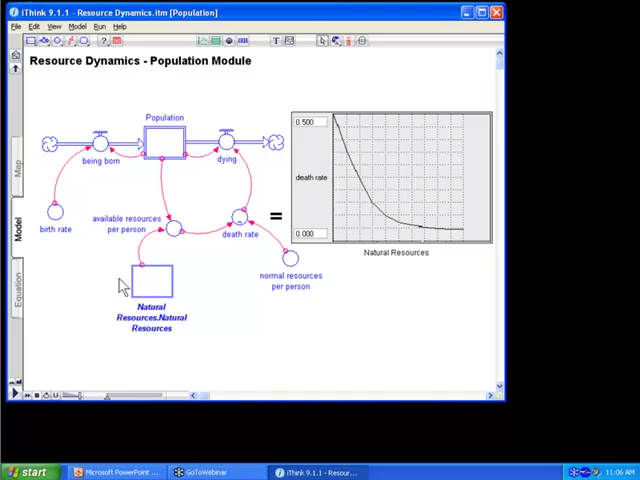 iThink 9.1.1 - Resource Dynamics.itm [Population]
File Edit View Model Run Help
Resource Dynamics - Population Module
Population
being born
dying
birth rate
available resources
per person
death rate
=
normal resources
per person
Natural
Resources.Natural
Resources
0.500
death rate
0.000
Natural Resources
Map
Model
Equation
start
Microsoft PowerPoint ...
GoToWebinar
iThink 9.1.1 - Resour...
11:06 AM